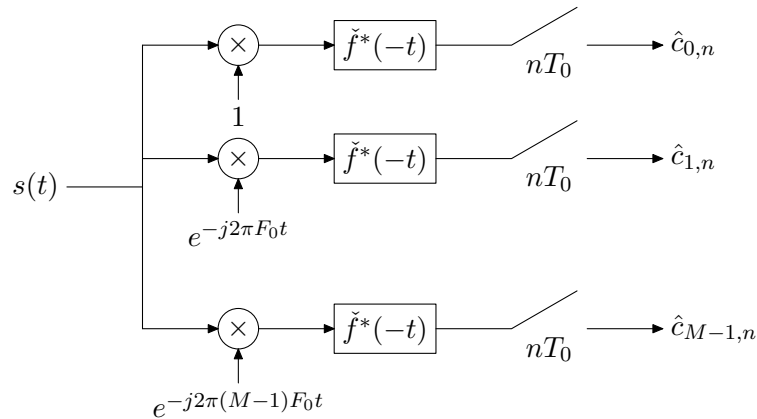 × f̌*(−t) ĉ_{0,n}
nT_0
1
× f̌*(−t) ĉ_{1,n}
s(t)
nT_0
e^{−j2πF_0t}
× f̌*(−t) ĉ_{M−1,n}
nT_0
e^{−j2π(M−1)F_0t}